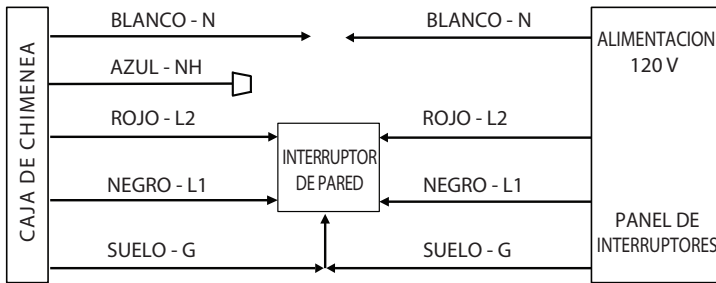 CAJA DE CHIMENEA
BLANCO - N
AZUL - NH
ROJO - L2
NEGRO - L1
SUELO - G
INTERRUPTOR
DE PARED
BLANCO - N
ROJO - L2
NEGRO - L1
SUELO - G
ALIMENTACION
120 V
PANEL DE
INTERRUPTORES